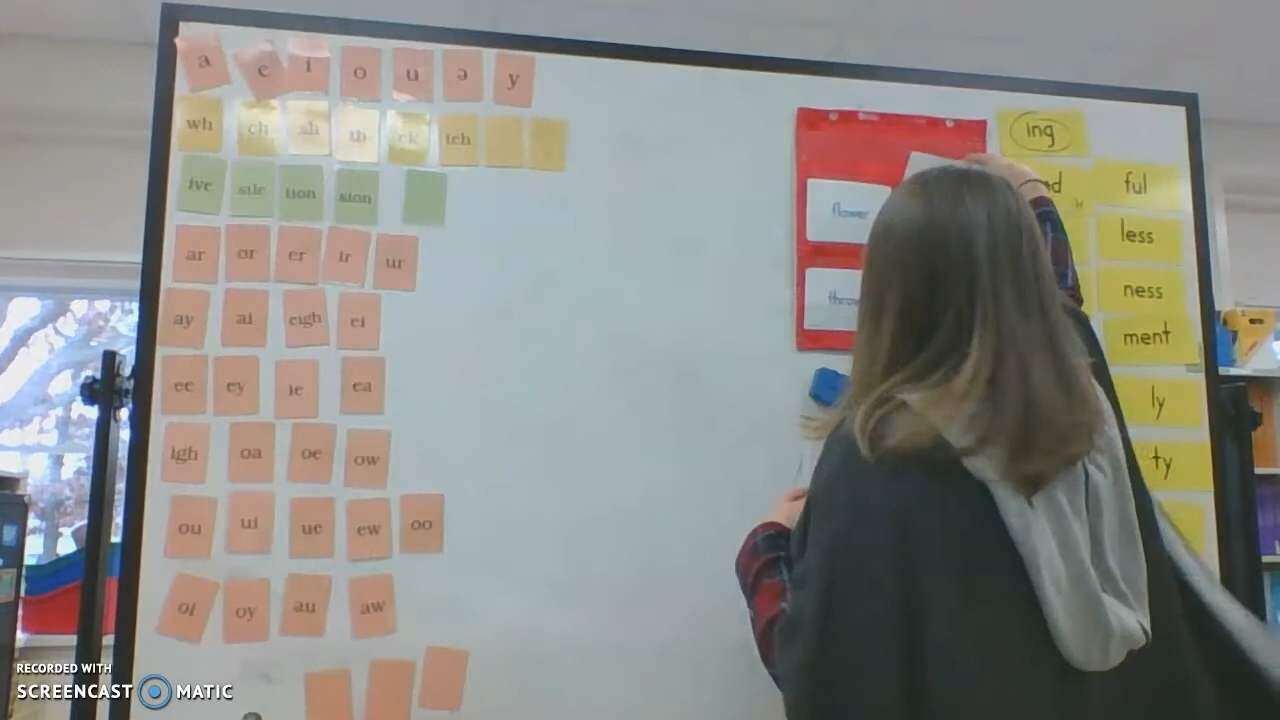 a e i o u ə y
wh ch sh th ck tch
ive sile tion sion
ar or er ir ur
ay ai eigh ei
ee ey ie ea
igh oa oe ow
ou ui ue ew oo
oi oy au aw
flower
ing
ful
less
ness
ment
ly
ty
RECORDED WITH
SCREENCAST MATIC